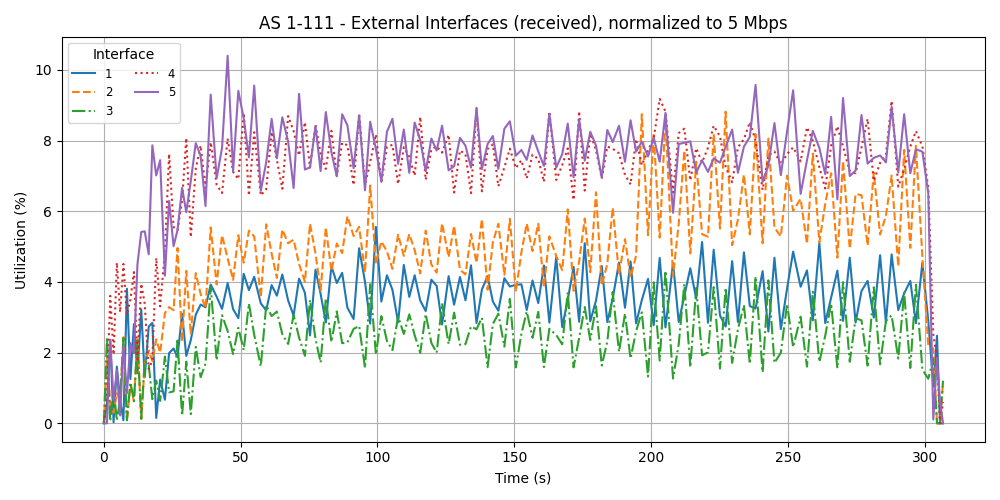 AS 1-111 - External Interfaces (received), normalized to 5 Mbps
Interface
1 4
2 5
3
Utilization (%)
10
8
6
4
2
0
0 50 100 150 200 250 300
Time (s)